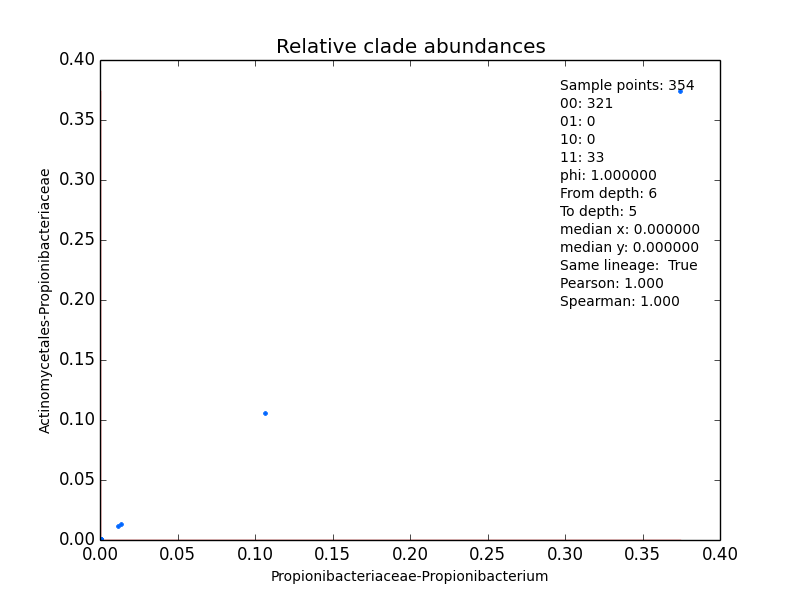 Relative clade abundances
Sample points: 354
00: 321
01: 0
10: 0
11: 33
phi: 1.000000
From depth: 6
To depth: 5
median x: 0.000000
median y: 0.000000
Same lineage:  True
Pearson: 1.000
Spearman: 1.000
0.40
0.35
0.30
0.25
0.20
0.15
0.10
0.05
0.00
Actinomycetales-Propionibacteriaceae
0.00 0.05 0.10 0.15 0.20 0.25 0.30 0.35 0.40
Propionibacteriaceae-Propionibacterium